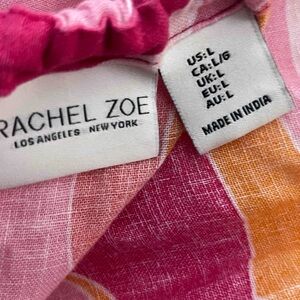 RACHEL ZOE
LOS ANGELES NEW YORK
US:L
CA:L/G
UK:L
EU:L
AU:L
MADE IN INDIA